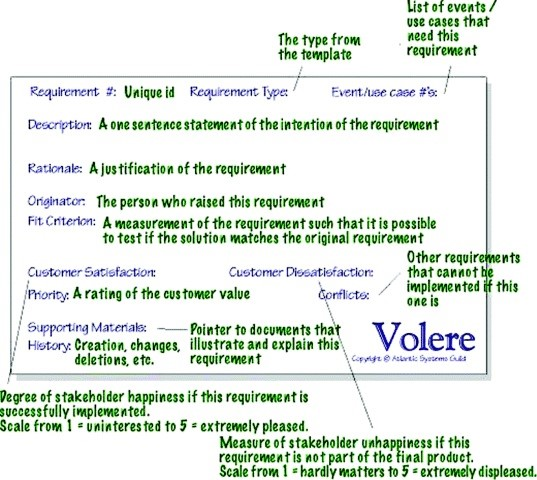 List of events /
use cases that
need this
requirement
The type from
the template
Requirement #: Unique id Requirement Type: Event/use case #'s:
Description: A one sentence statement of the intention of the requirement
Rationale: A justification of the requirement
Originator: The person who raised this requirement
Fit Criterion: A measurement of the requirement such that it is possible
to test if the solution matches the original requirement
Other requirements
that cannot be
implemented if this
one is
Customer Satisfaction: Customer Dissatisfaction:
Priority: A rating of the customer value Conflicts:
Supporting Materials: Pointer to documents that
illustrate and explain this
requirement
History: Creation, changes,
deletions, etc.
Volere
Copyright © Atlantic Systems Guild
Degree of stakeholder happiness if this requirement is
successfully implemented.
Scale from 1 = uninterested to 5 = extremely pleased.
Measure of stakeholder unhappiness if this
requirement is not part of the final product.
Scale from 1 = hardly matters to 5 = extremely displeased.